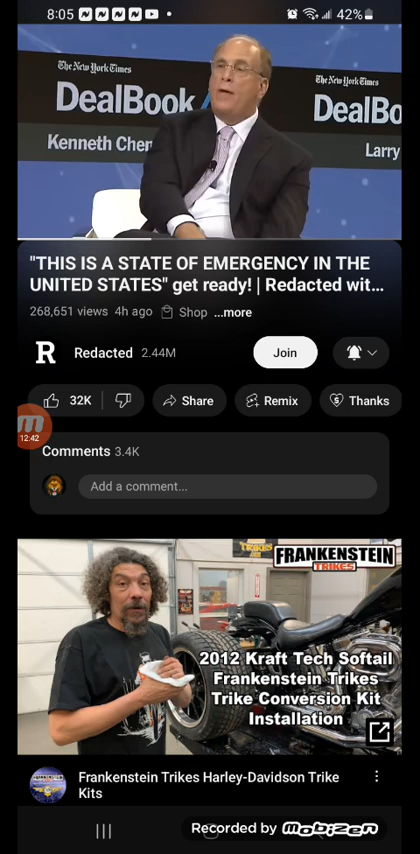 8:05
42%
The New York Times
DealBook
Kenneth Cher
The New York Times
DealBo
Larry
"THIS IS A STATE OF EMERGENCY IN THE
UNITED STATES" get ready! | Redacted wit...
268,651 views 4h ago Shop ...more
R Redacted 2.44M Join
32K Share Remix Thanks
12:42
Comments 3.4K
Add a comment...
FRANKENSTEIN
TRIKES
2012 Kraft Tech Softail
Frankenstein Trikes
Trike Conversion Kit
Installation
Frankenstein Trikes Harley-Davidson Trike
Kits
Recorded by mobizen